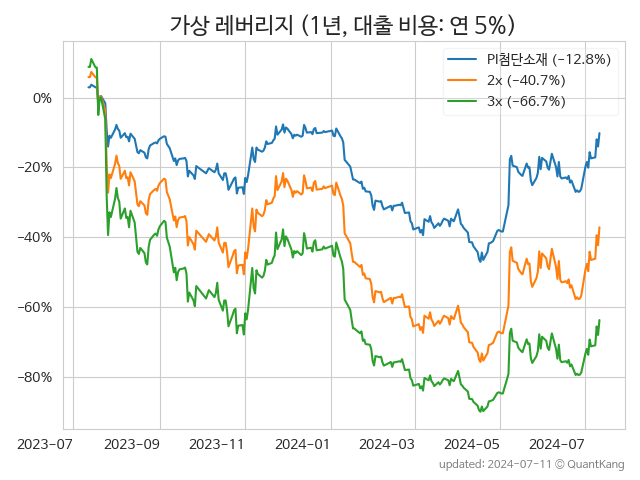 가상 레버리지 (1년, 대출 비용: 연 5%)
PI첨단소재 (−12.8%)
2x (−40.7%)
3x (−66.7%)
0%
−20%
−40%
−60%
−80%
2023-07 2023-09 2023-11 2024-01 2024-03 2024-05 2024-07
updated: 2024-07-11 © QuantKang